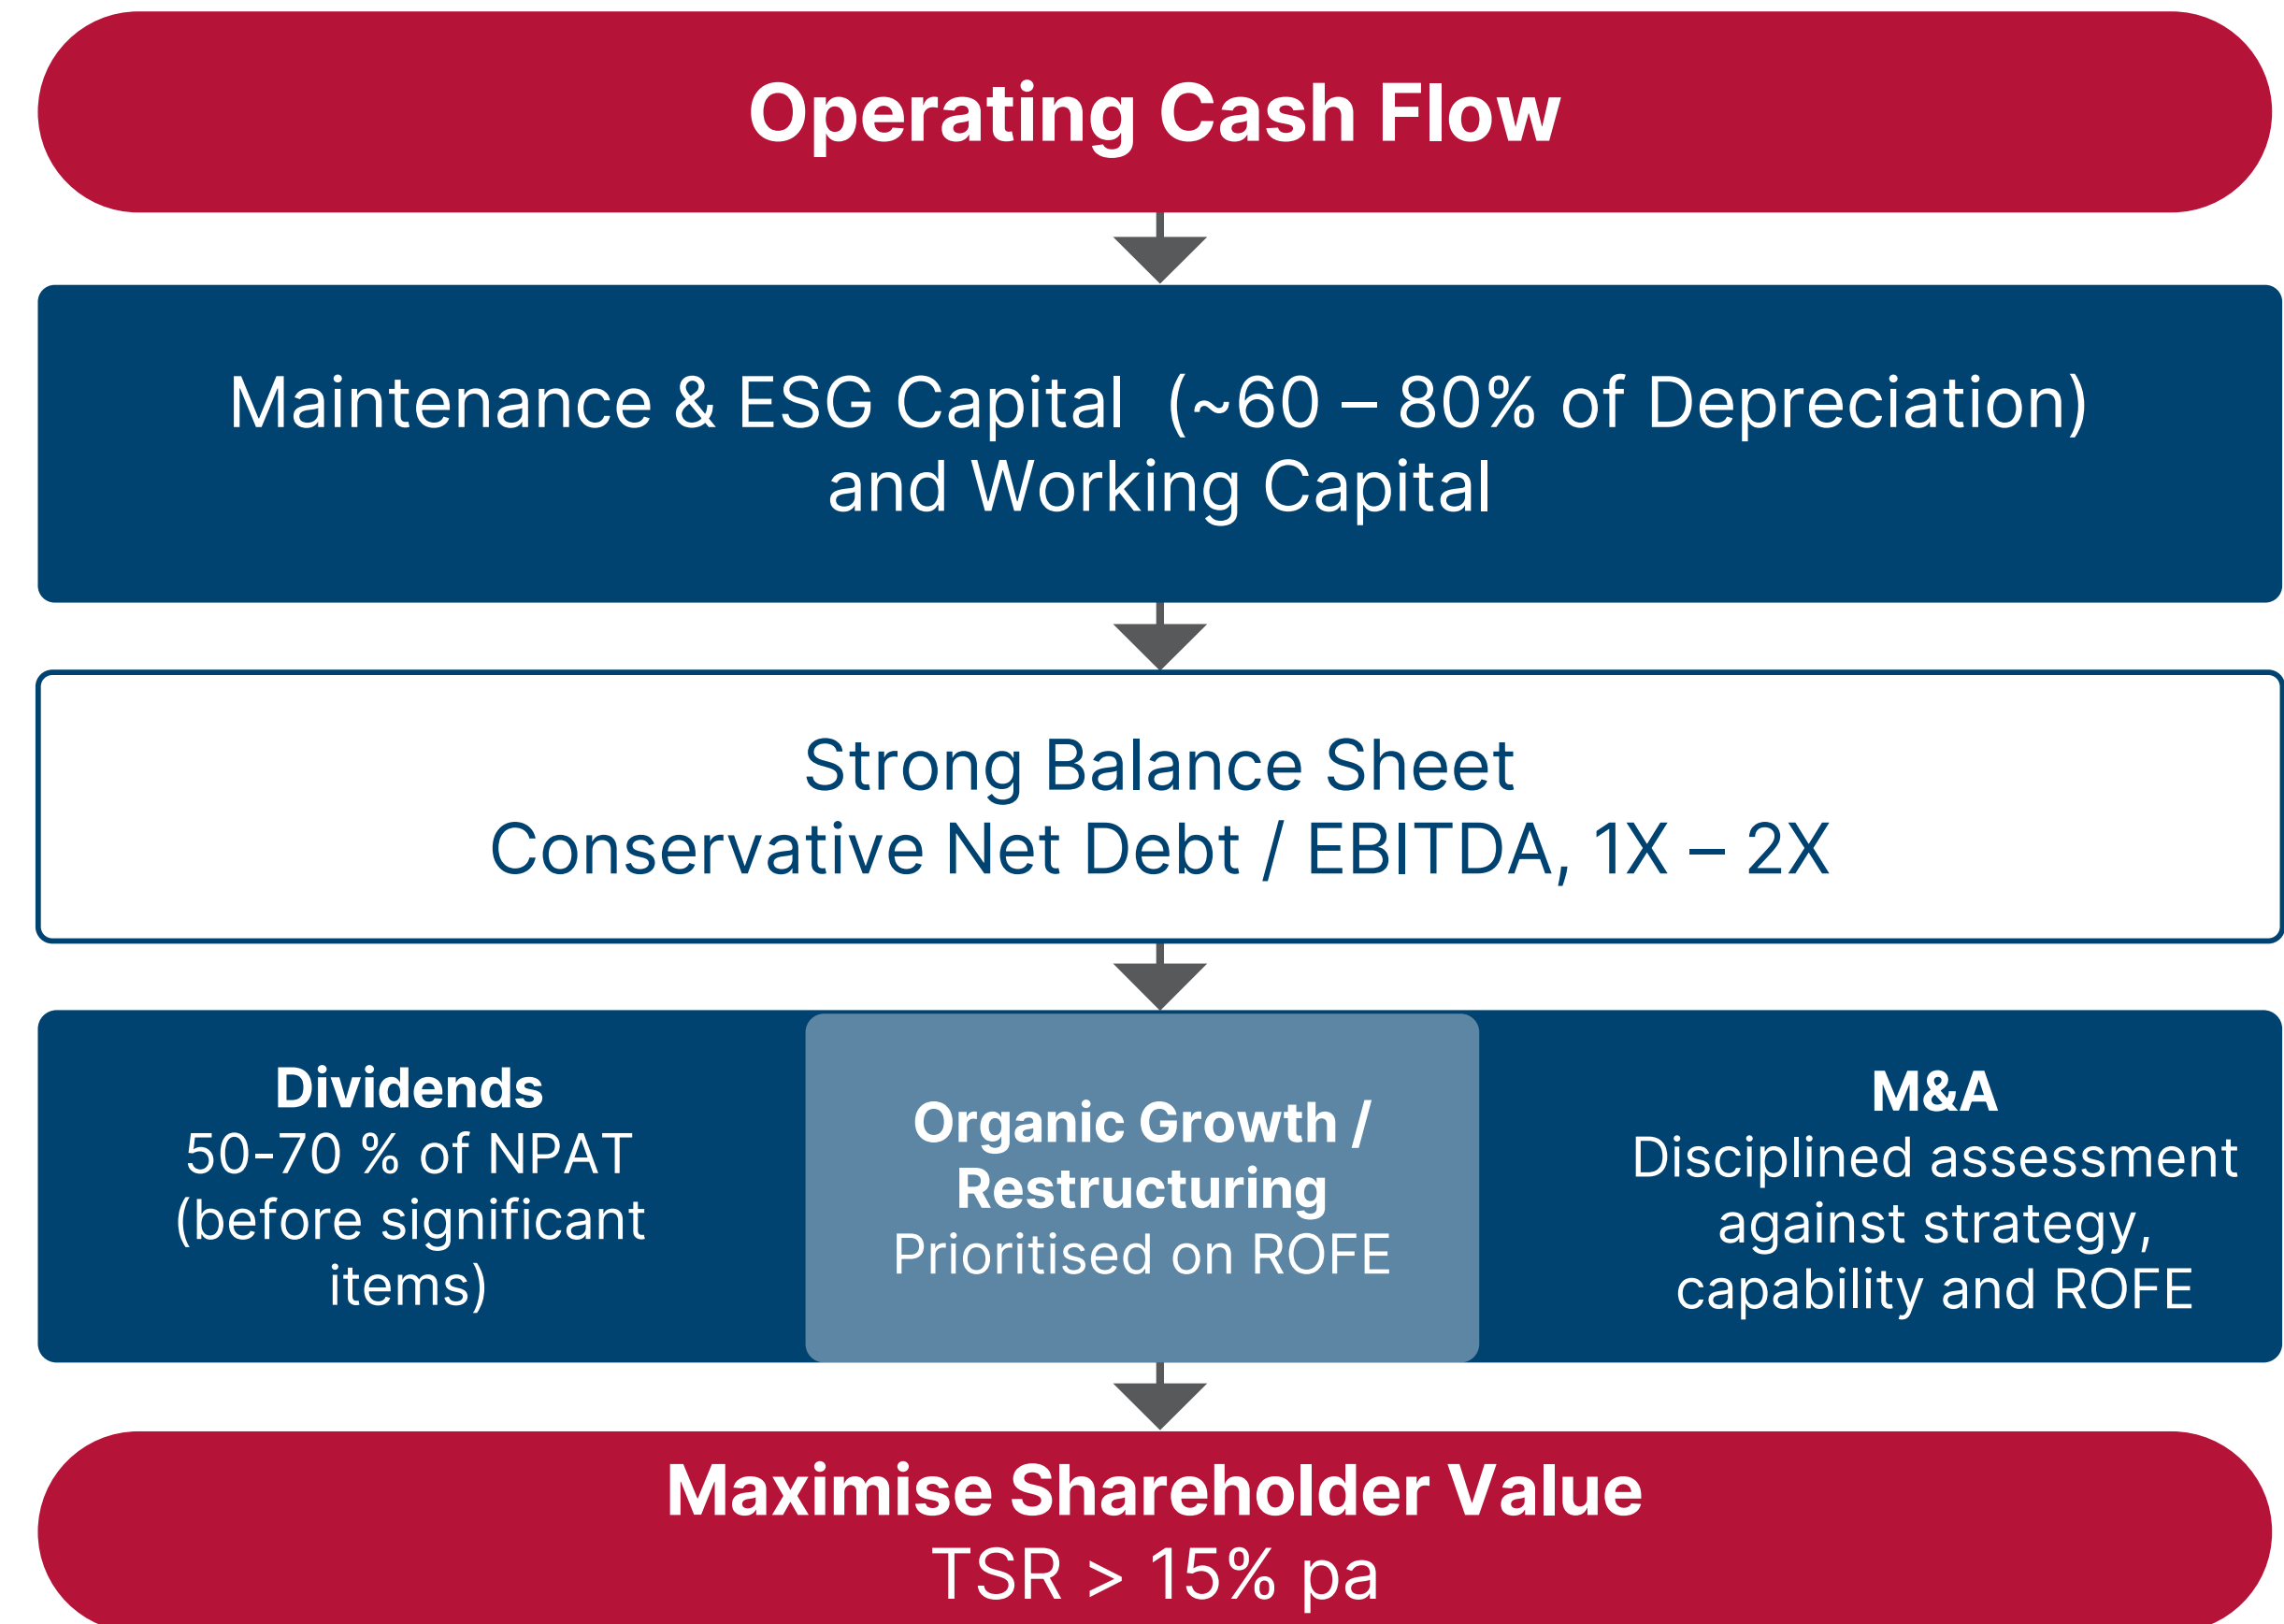 Operating Cash Flow
Maintenance & ESG Capital (~60 – 80% of Depreciation)
and Working Capital
Strong Balance Sheet
Conservative Net Debt / EBITDA, 1X – 2X
Dividends
50-70 % of NPAT
(before significant
items)
Organic Growth /
Restructuring
Prioritised on ROFE
M&A
Disciplined assessment
against strategy,
capability and ROFE
Maximise Shareholder Value
TSR > 15% pa